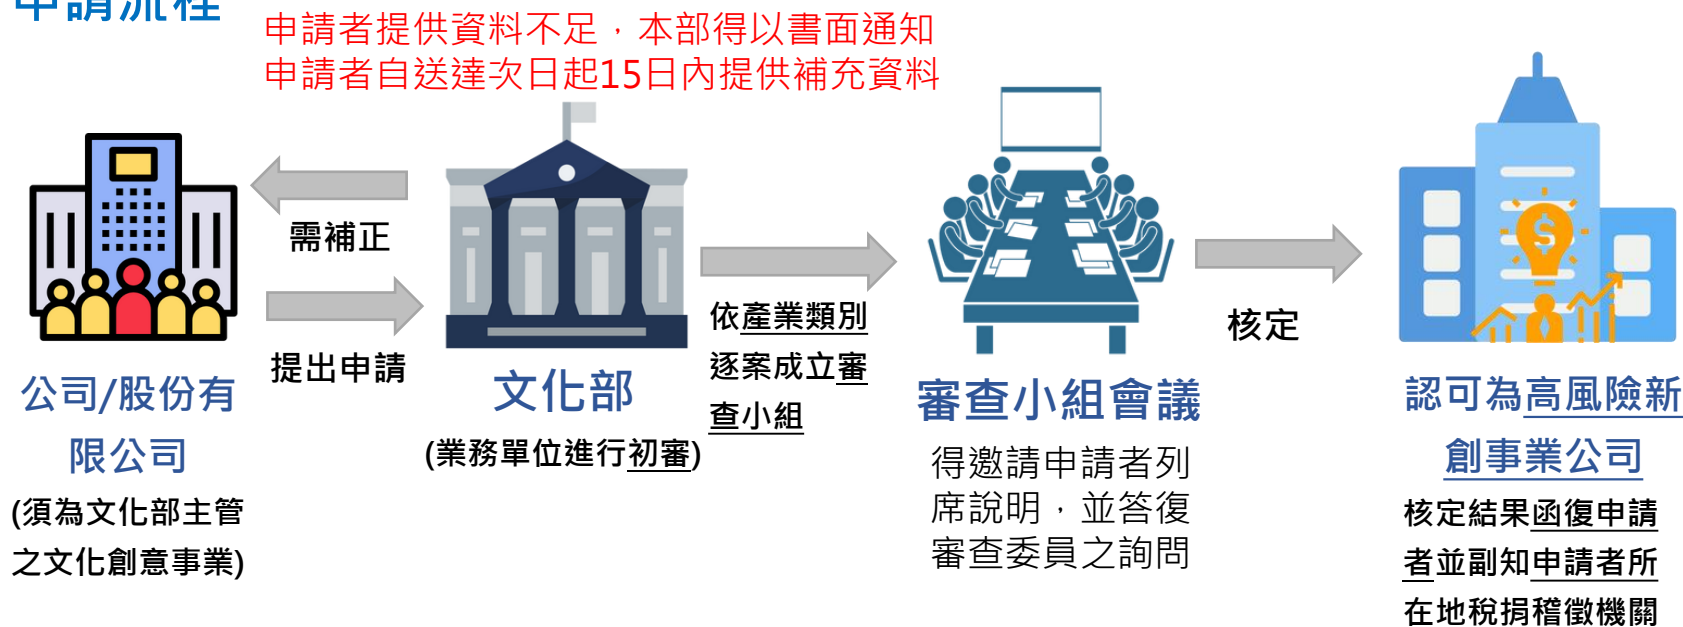 申請流程
申請者提供資料不足，本部得以書面通知
申請者自送達次日起15日內提供補充資料
需補正
提出申請
公司/股份有
限公司
(須為文化部主管
之文化創意事業)
文化部
(業務單位進行初審)
依產業類別
逐案成立審
查小組
審查小組會議
得邀請申請者列
席說明，並答復
審查委員之詢問
核定
認可為高風險新
創事業公司
核定結果函復申請
者並副知申請者所
在地稅捐稽徵機關